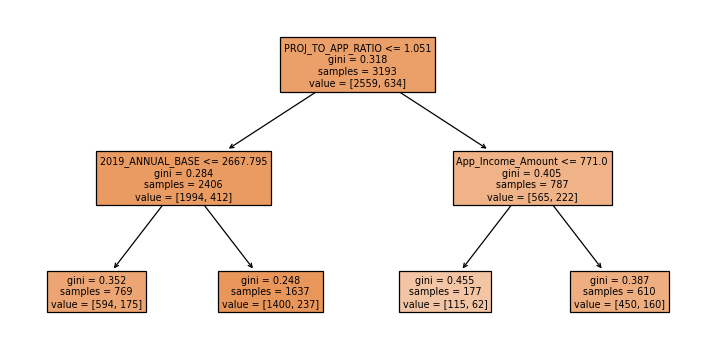 PROJ_TO_APP_RATIO <= 1.051
gini = 0.318
samples = 3193
value = [2559, 634]
2019_ANNUAL_BASE <= 2667.795
gini = 0.284
samples = 2406
value = [1994, 412]
App_Income_Amount <= 771.0
gini = 0.405
samples = 787
value = [565, 222]
gini = 0.352
samples = 769
value = [594, 175]
gini = 0.248
samples = 1637
value = [1400, 237]
gini = 0.455
samples = 177
value = [115, 62]
gini = 0.387
samples = 610
value = [450, 160]